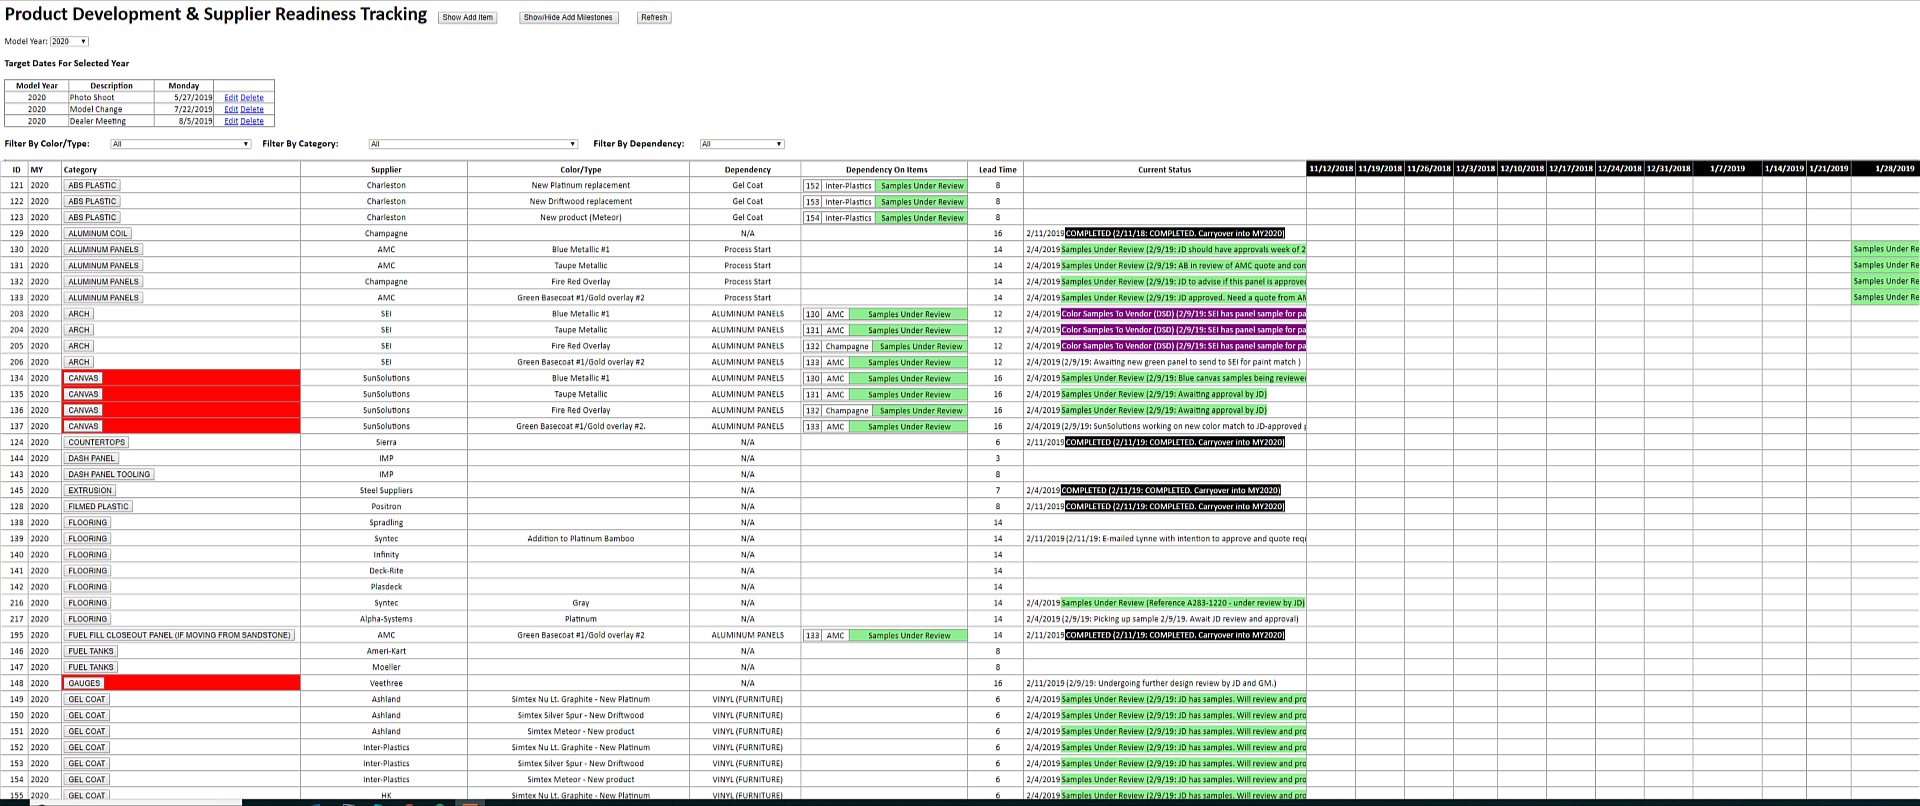 Product Development & Supplier Readiness Tracking Show Add Item Show/Hide Add Milestones Refresh
Model Year: 2020
Target Dates For Selected Year
Model Year Description Monday
2020 Photo Shoot 5/27/2019 Edit Delete
2020 Model Change 7/22/2019 Edit Delete
2020 Dealer Meeting 8/5/2019 Edit Delete
Filter By Color/Type: All Filter By Category: All Filter By Dependency: All
ID MY Category Supplier Color/Type Dependency Dependency On Items Lead Time Current Status 11/12/2018 11/19/2018 11/26/2018 12/3/2018 12/10/2018 12/17/2018 12/24/2018 12/31/2018 1/7/2019 1/14/2019 1/21/2019 1/28/2019
121 2020 ABS PLASTIC Charleston New Platinum replacement Gel Coat 152 Inter-Plastics Samples Under Review 8
122 2020 ABS PLASTIC Charleston New Driftwood replacement Gel Coat 153 Inter-Plastics Samples Under Review 8
123 2020 ABS PLASTIC Charleston New product (Meteor) Gel Coat 154 Inter-Plastics Samples Under Review 8
129 2020 ALUMINUM COIL Champagne N/A 16 2/11/2019 COMPLETED (2/11/18: COMPLETED. Carryover into MY2020)
130 2020 ALUMINUM PANELS AMC Blue Metallic #1 Process Start 14 2/4/2019 Samples Under Review (2/9/19: JD should have approvals week of 2 Samples Under Re
131 2020 ALUMINUM PANELS AMC Taupe Metallic Process Start 14 2/4/2019 Samples Under Review (2/9/19: AB in review of AMC quote and con Samples Under Re
132 2020 ALUMINUM PANELS Champagne Fire Red Overlay Process Start 14 2/4/2019 Samples Under Review (2/9/19: JD to advise if this panel is approved Samples Under Re
133 2020 ALUMINUM PANELS AMC Green Basecoat #1/Gold overlay #2 Process Start 14 2/4/2019 Samples Under Review (2/9/19: JD approved. Need a quote from AM Samples Under Re
203 2020 ARCH SEI Blue Metallic #1 ALUMINUM PANELS 130 AMC Samples Under Review 12 2/4/2019 Color Samples To Vendor (DSD) (2/9/19: SEI has panel sample for pa
204 2020 ARCH SEI Taupe Metallic ALUMINUM PANELS 131 AMC Samples Under Review 12 2/4/2019 Color Samples To Vendor (DSD) (2/9/19: SEI has panel sample for pa
205 2020 ARCH SEI Fire Red Overlay ALUMINUM PANELS 132 Champagne Samples Under Review 12 2/4/2019 Color Samples To Vendor (DSD) (2/9/19: SEI has panel sample for pa
206 2020 ARCH SEI Green Basecoat #1/Gold overlay #2 ALUMINUM PANELS 133 AMC Samples Under Review 12 2/4/2019 (2/9/19: Awaiting new green panel to send to SEI for paint match )
134 2020 CANVAS SunSolutions Blue Metallic #1 ALUMINUM PANELS 130 AMC Samples Under Review 16 2/4/2019 Samples Under Review (2/9/19: Blue canvas samples being reviewe
135 2020 CANVAS SunSolutions Taupe Metallic ALUMINUM PANELS 131 AMC Samples Under Review 16 2/4/2019 Samples Under Review (2/9/19: Awaiting approval by JD)
136 2020 CANVAS SunSolutions Fire Red Overlay ALUMINUM PANELS 132 Champagne Samples Under Review 16 2/4/2019 Samples Under Review (2/9/19: Awaiting approval by JD)
137 2020 CANVAS SunSolutions Green Basecoat #1/Gold overlay #2. ALUMINUM PANELS 133 AMC Samples Under Review 16 2/4/2019 (2/9/19: SunSolutions working on new color match to JD-approved p
124 2020 COUNTERTOPS Sierra N/A 6 2/11/2019 COMPLETED (2/11/19: COMPLETED. Carryover into MY2020)
144 2020 DASH PANEL IMP N/A 3
143 2020 DASH PANEL TOOLING IMP N/A 8
145 2020 EXTRUSION Steel Suppliers N/A 7 2/4/2019 COMPLETED (2/11/19: COMPLETED. Carryover into MY2020)
128 2020 FILMED PLASTIC Positron N/A 8 2/11/2019 COMPLETED (2/11/19: COMPLETED. Carryover into MY2020)
138 2020 FLOORING Spradling N/A 14
139 2020 FLOORING Syntec Addition to Platinum Bamboo N/A 14 2/11/2019 (2/11/19: E-mailed Lynne with intention to approve and quote req
140 2020 FLOORING Infinity N/A 14
141 2020 FLOORING Deck-Rite N/A 14
142 2020 FLOORING Plasdeck N/A 14
216 2020 FLOORING Syntec Gray N/A 14 2/4/2019 Samples Under Review (Reference A283-1220 - under review by JD)
217 2020 FLOORING Alpha-Systems Platinum N/A 14 2/4/2019 (2/9/19: Picking up sample 2/9/19. Await JD review and approval)
195 2020 FUEL FILL CLOSEOUT PANEL (IF MOVING FROM SANDSTONE) AMC Green Basecoat #1/Gold overlay #2 ALUMINUM PANELS 133 AMC Samples Under Review 14 2/11/2019 COMPLETED (2/11/19: COMPLETED. Carryover into MY2020)
146 2020 FUEL TANKS Ameri-Kart N/A 8
147 2020 FUEL TANKS Moeller N/A 8
148 2020 GAUGES Veethree N/A 16 2/11/2019 (2/9/19: Undergoing further design review by JD and GM.)
149 2020 GEL COAT Ashland Simtex Nu Lt. Graphite - New Platinum VINYL (FURNITURE) 6 2/4/2019 Samples Under Review (2/9/19: JD has samples. Will review and pro
150 2020 GEL COAT Ashland Simtex Silver Spur - New Driftwood VINYL (FURNITURE) 6 2/4/2019 Samples Under Review (2/9/19: JD has samples. Will review and pro
151 2020 GEL COAT Ashland Simtex Meteor - New product VINYL (FURNITURE) 6 2/4/2019 Samples Under Review (2/9/19: JD has samples. Will review and pro
152 2020 GEL COAT Inter-Plastics Simtex Nu Lt. Graphite - New Platinum VINYL (FURNITURE) 6 2/4/2019 Samples Under Review (2/9/19: JD has samples. Will review and pro
153 2020 GEL COAT Inter-Plastics Simtex Silver Spur - New Driftwood VINYL (FURNITURE) 6 2/4/2019 Samples Under Review (2/9/19: JD has samples. Will review and pro
154 2020 GEL COAT Inter-Plastics Simtex Meteor - New product VINYL (FURNITURE) 6 2/4/2019 Samples Under Review (2/9/19: JD has samples. Will review and pro
155 2020 GEL COAT HK Simtex Nu Lt. Graphite - New Platinum VINYL (FURNITURE) 6 2/4/2019 Samples Under Review (2/9/19: JD has samples. Will review and pro